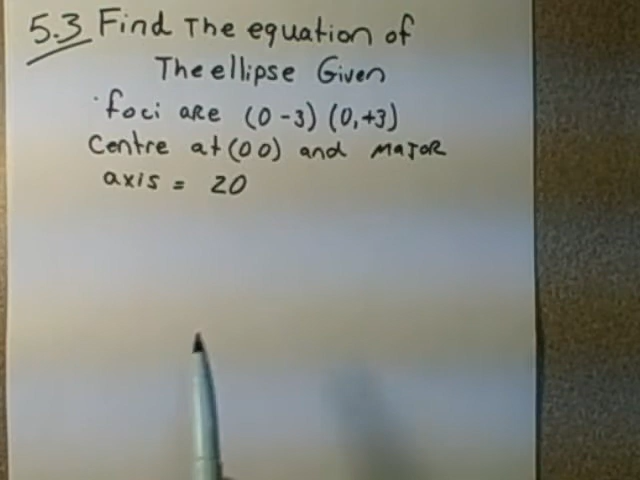 5.3 Find The equation of
The ellipse Given
foci are (0 -3) (0,+3)
Centre at (0 0) and major
axis = 20